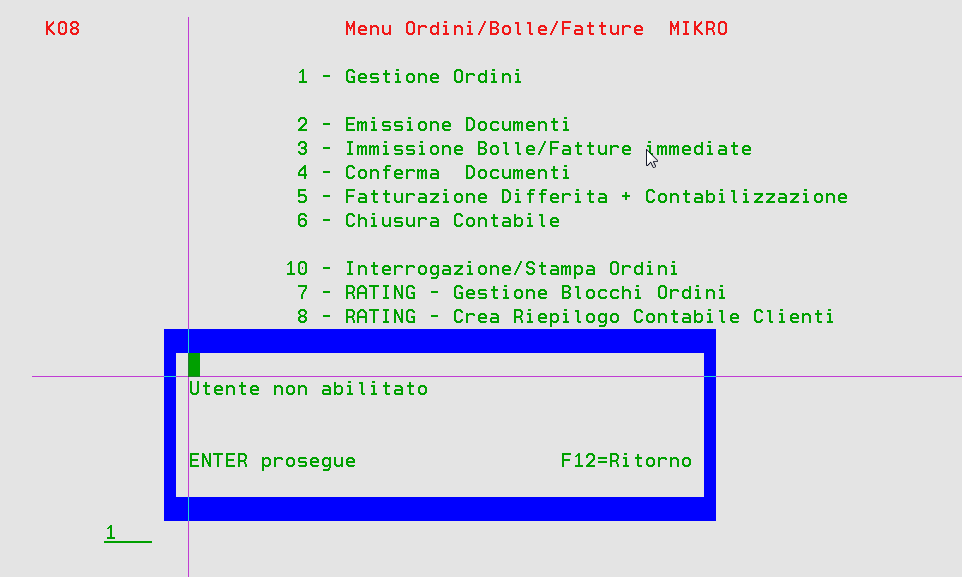 K08 Menu Ordini/Bolle/Fatture MIKRO
1 - Gestione Ordini
2 - Emissione Documenti
3 - Immissione Bolle/Fatture immediate
4 - Conferma Documenti
5 - Fatturazione Differita + Contabilizzazione
6 - Chiusura Contabile
10 - Interrogazione/Stampa Ordini
7 - RATING - Gestione Blocchi Ordini
8 - RATING - Crea Riepilogo Contabile Clienti
Utente non abilitato
ENTER prosegue F12=Ritorno
1